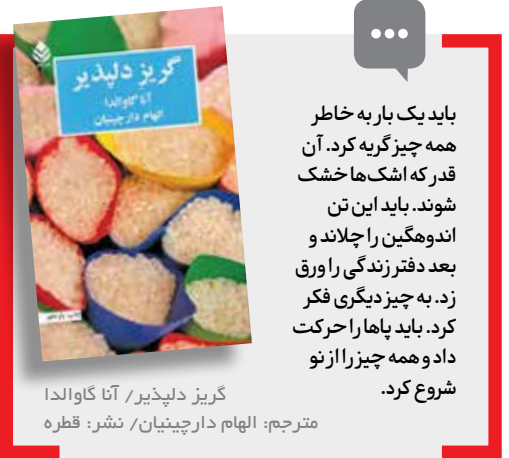 گریز دلپذیر
آنا گاوالدا
الهام دارچینیان
باید یک بار به خاطر
همه چیز گریه کرد. آن
قدر که اشک‌ها خشک
شوند. باید این تن
اندوهگین را چلاند و
بعد دفتر زندگی را ورق
زد. به چیز دیگری فکر
کرد. باید پاها را حرکت
داد و همه چیز را از نو
شروع کرد.
گریز دلپذیر/ آنا گاوالدا
مترجم: الهام دارچینیان/ نشر: قطره